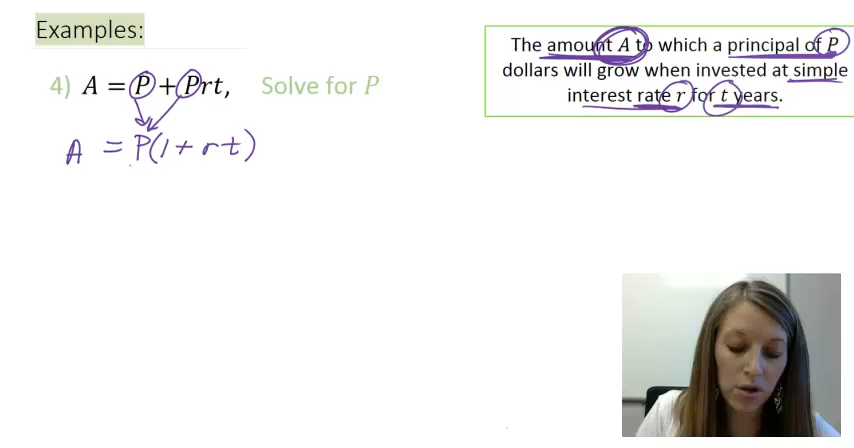 Examples:
4) A = P + Prt, Solve for P
A = P(1 + rt)
The amount A to which a principal of P
dollars will grow when invested at simple
interest rate r for t years.